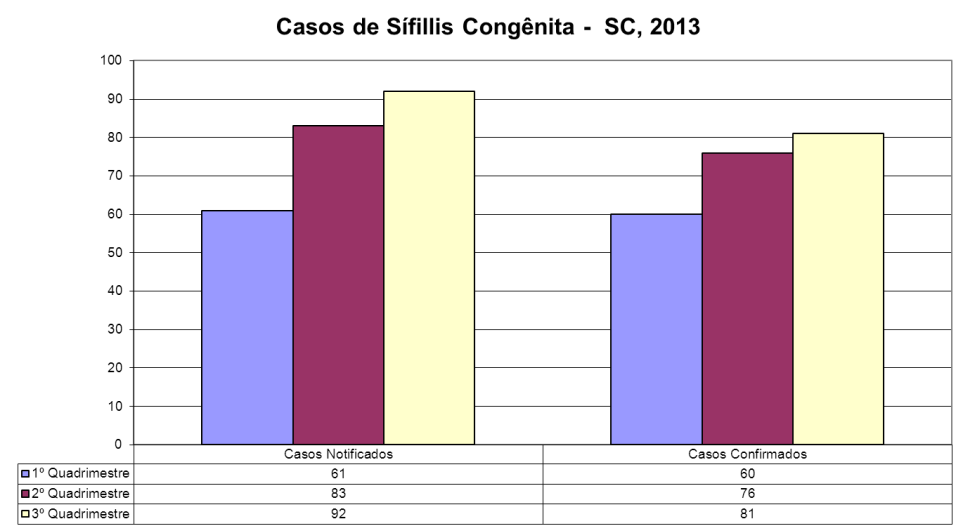 Casos de Sífillis Congênita - SC, 2013
100
90
80
70
60
50
40
30
20
10
0
Casos Notificados Casos Confirmados
1º Quadrimestre 61 60
2º Quadrimestre 83 76
3º Quadrimestre 92 81